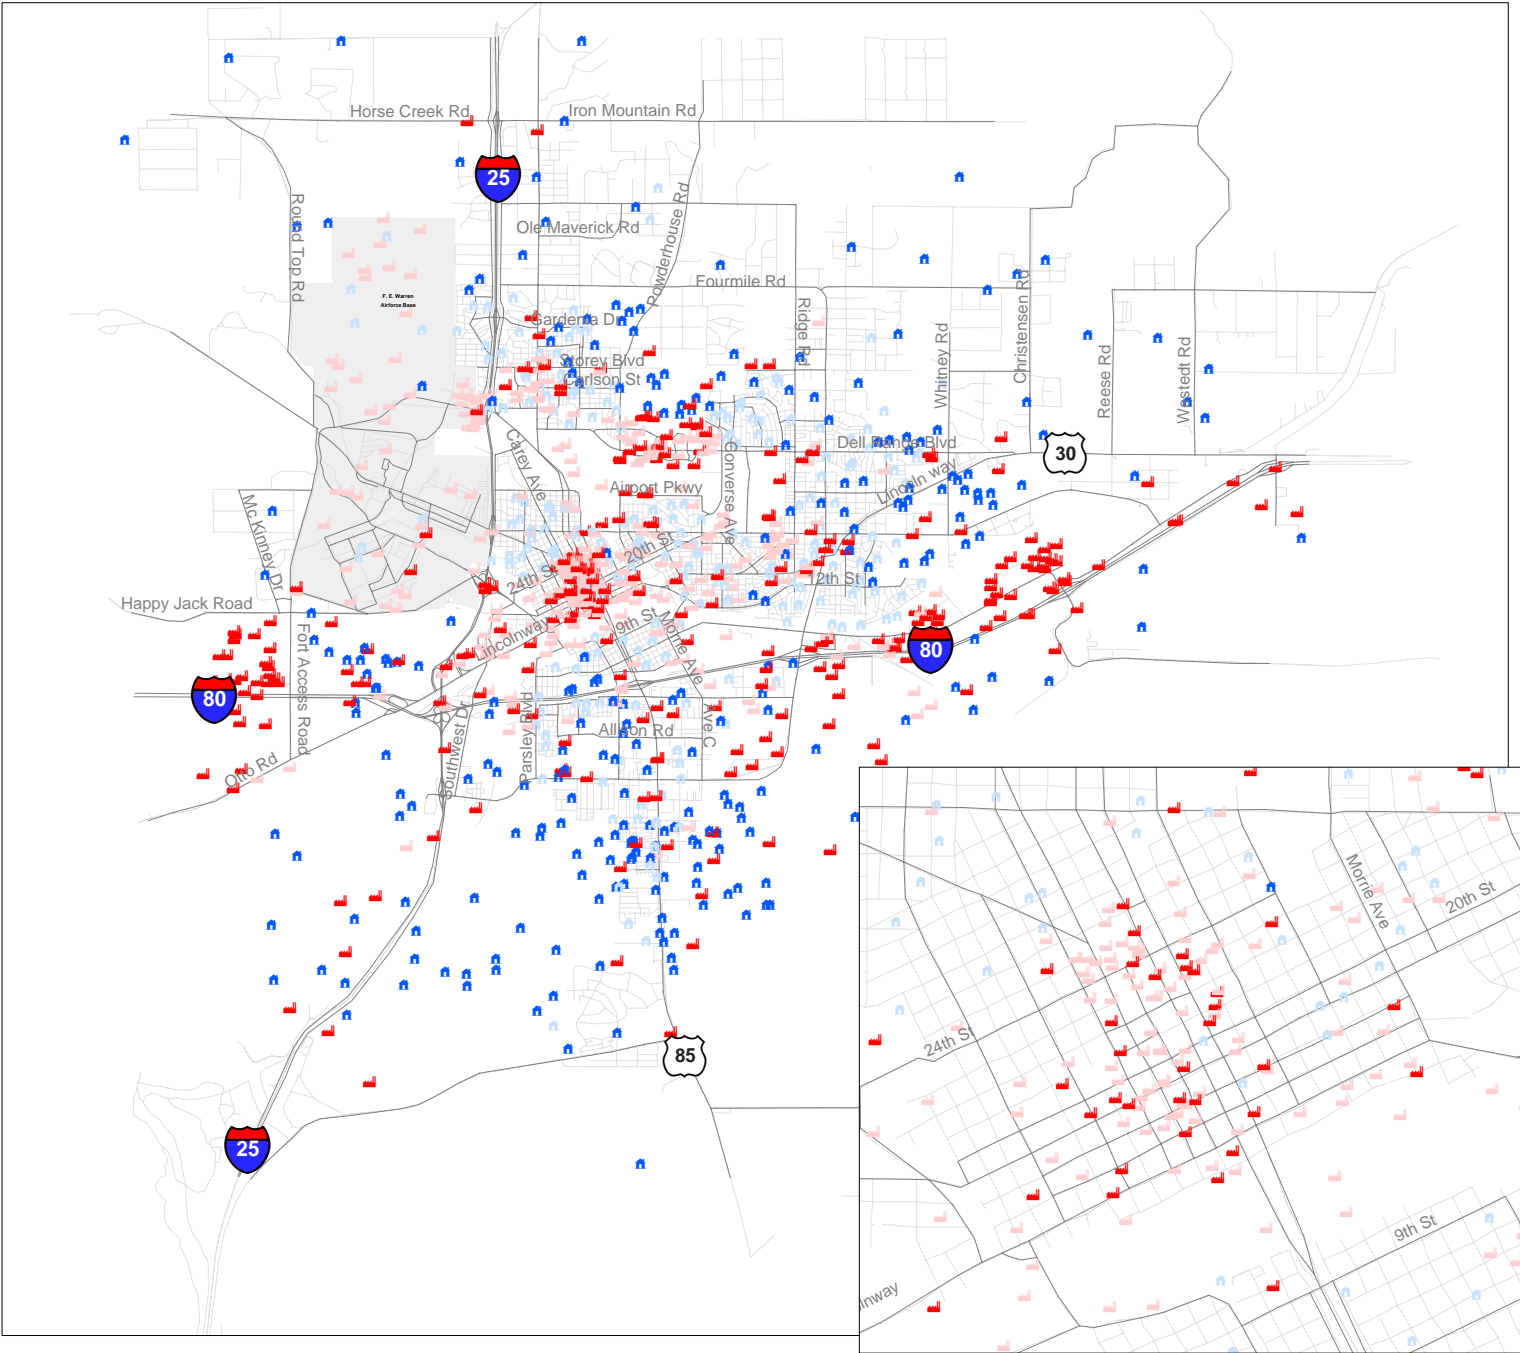 Horse Creek Rd
Iron Mountain Rd
25
Round Top Rd
Ole Maverick Rd
Powderhouse Rd
Fourmile Rd
F. E. Warren
Airforce Base
Gardenia Dr
Ridge Rd
Whitney Rd
Christensen Rd
Reese Rd
Westedt Rd
Storey Blvd
Carlson St
Carey Ave
Converse Ave
Dell Range Blvd
30
Lincoln way
Airport Pkwy
Mc Kinney Dr
20th St
24th St
12th St
Happy Jack Road
Fort Access Road
Lincolnway
9th St
Morrie Ave
80
80
Southwest Dr
Parsley Blvd
Allison Rd
Ave C
Otto Rd
85
25
Morrie Ave
20th St
24th St
9th St
lnway